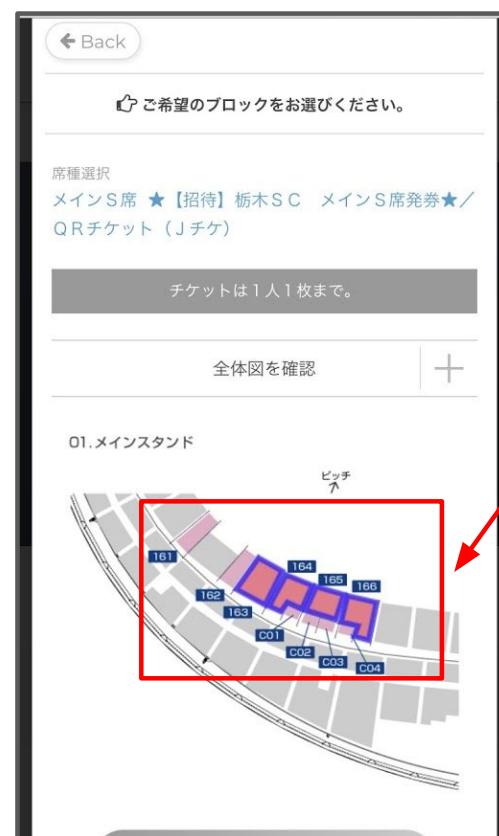 Back
ご希望のブロックをお選びください。
席種選択
メインS席 ★【招待】栃木SC メインS席発券★／
QRチケット（Jチケ）
チケットは1人1枚まで。
全体図を確認
01.メインスタンド
ピッチ
161
164
165
166
162
163
C01
C02
C03
C04